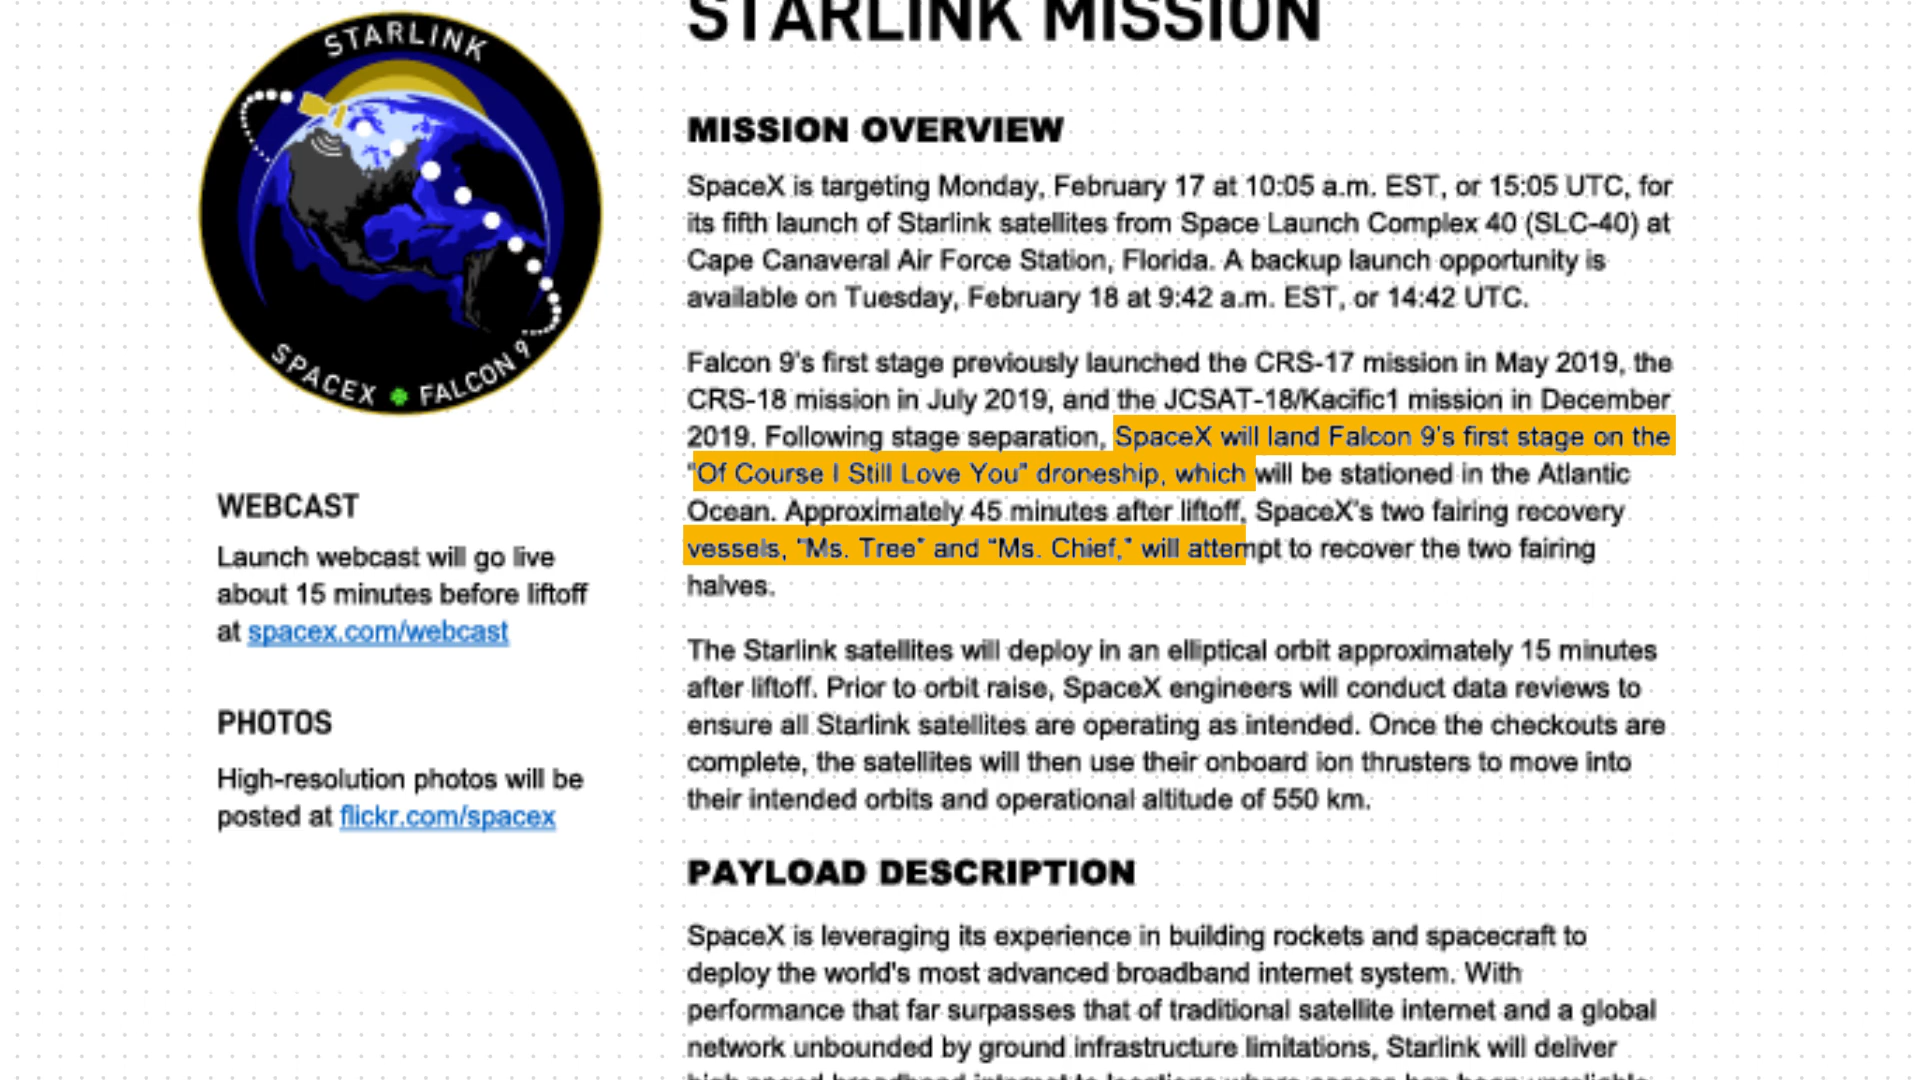 STARLINK
SPACEX FALCON 9
WEBCAST
Launch webcast will go live
about 15 minutes before liftoff
at spacex.com/webcast
PHOTOS
High-resolution photos will be
posted at flickr.com/spacex
STARLINK MISSION
MISSION OVERVIEW
SpaceX is targeting Monday, February 17 at 10:05 a.m. EST, or 15:05 UTC, for
its fifth launch of Starlink satellites from Space Launch Complex 40 (SLC-40) at
Cape Canaveral Air Force Station, Florida. A backup launch opportunity is
available on Tuesday, February 18 at 9:42 a.m. EST, or 14:42 UTC.
Falcon 9's first stage previously launched the CRS-17 mission in May 2019, the
CRS-18 mission in July 2019, and the JCSAT-18/Kacific1 mission in December
2019. Following stage separation, SpaceX will land Falcon 9's first stage on the
"Of Course I Still Love You" droneship, which will be stationed in the Atlantic
Ocean. Approximately 45 minutes after liftoff, SpaceX's two fairing recovery
vessels, "Ms. Tree" and "Ms. Chief," will attempt to recover the two fairing
halves.
The Starlink satellites will deploy in an elliptical orbit approximately 15 minutes
after liftoff. Prior to orbit raise, SpaceX engineers will conduct data reviews to
ensure all Starlink satellites are operating as intended. Once the checkouts are
complete, the satellites will then use their onboard ion thrusters to move into
their intended orbits and operational altitude of 550 km.
PAYLOAD DESCRIPTION
SpaceX is leveraging its experience in building rockets and spacecraft to
deploy the world's most advanced broadband internet system. With
performance that far surpasses that of traditional satellite internet and a global
network unbounded by ground infrastructure limitations, Starlink will deliver